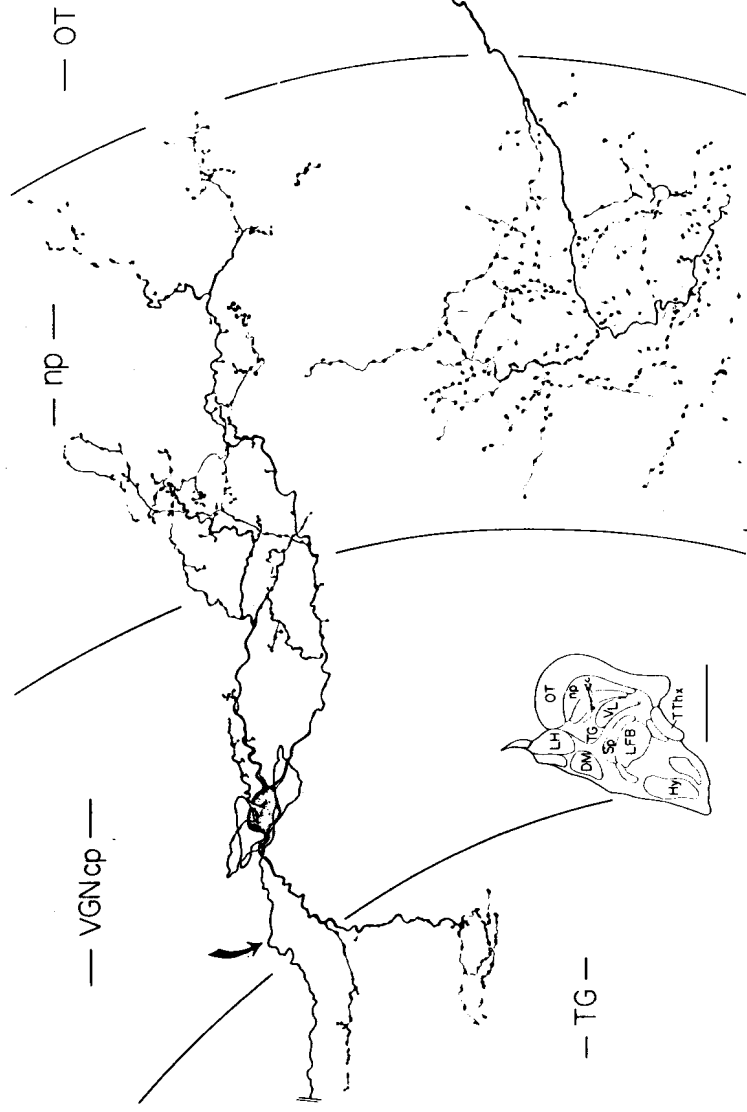 — OT
— np —
— VGNcp —
— TG —
OT
np
LH
VL
TG
DM
Sp
LFB
TThx
Hy